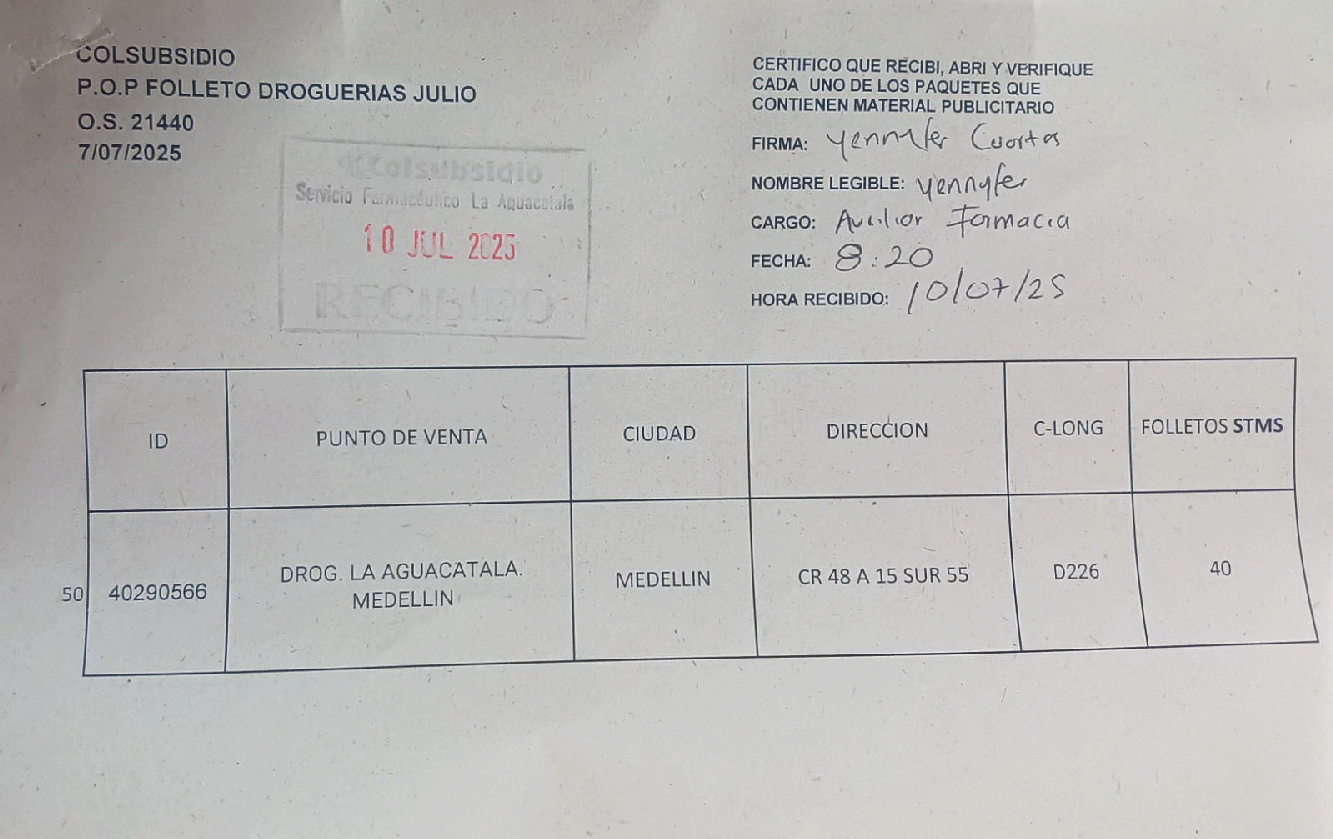 COLSUBSIDIO
P.O.P FOLLETO DROGUERIAS JULIO
O.S. 21440
7/07/2025
Colsubsidio
Servicio Farmacéutico La Aguacatala
10 JUL 2025
RECIBIDO
CERTIFICO QUE RECIBI, ABRI Y VERIFIQUE
CADA UNO DE LOS PAQUETES QUE
CONTIENEN MATERIAL PUBLICITARIO
FIRMA: Yennyfer Cuartas
NOMBRE LEGIBLE: Yennyfer
CARGO: Auxiliar Farmacia
FECHA: 8:20
HORA RECIBIDO: 10/07/25
ID PUNTO DE VENTA CIUDAD DIRECCION C-LONG FOLLETOS STMS
50 40290566 DROG. LA AGUACATALA. MEDELLIN CR 48 A 15 SUR 55 D226 40
MEDELLIN